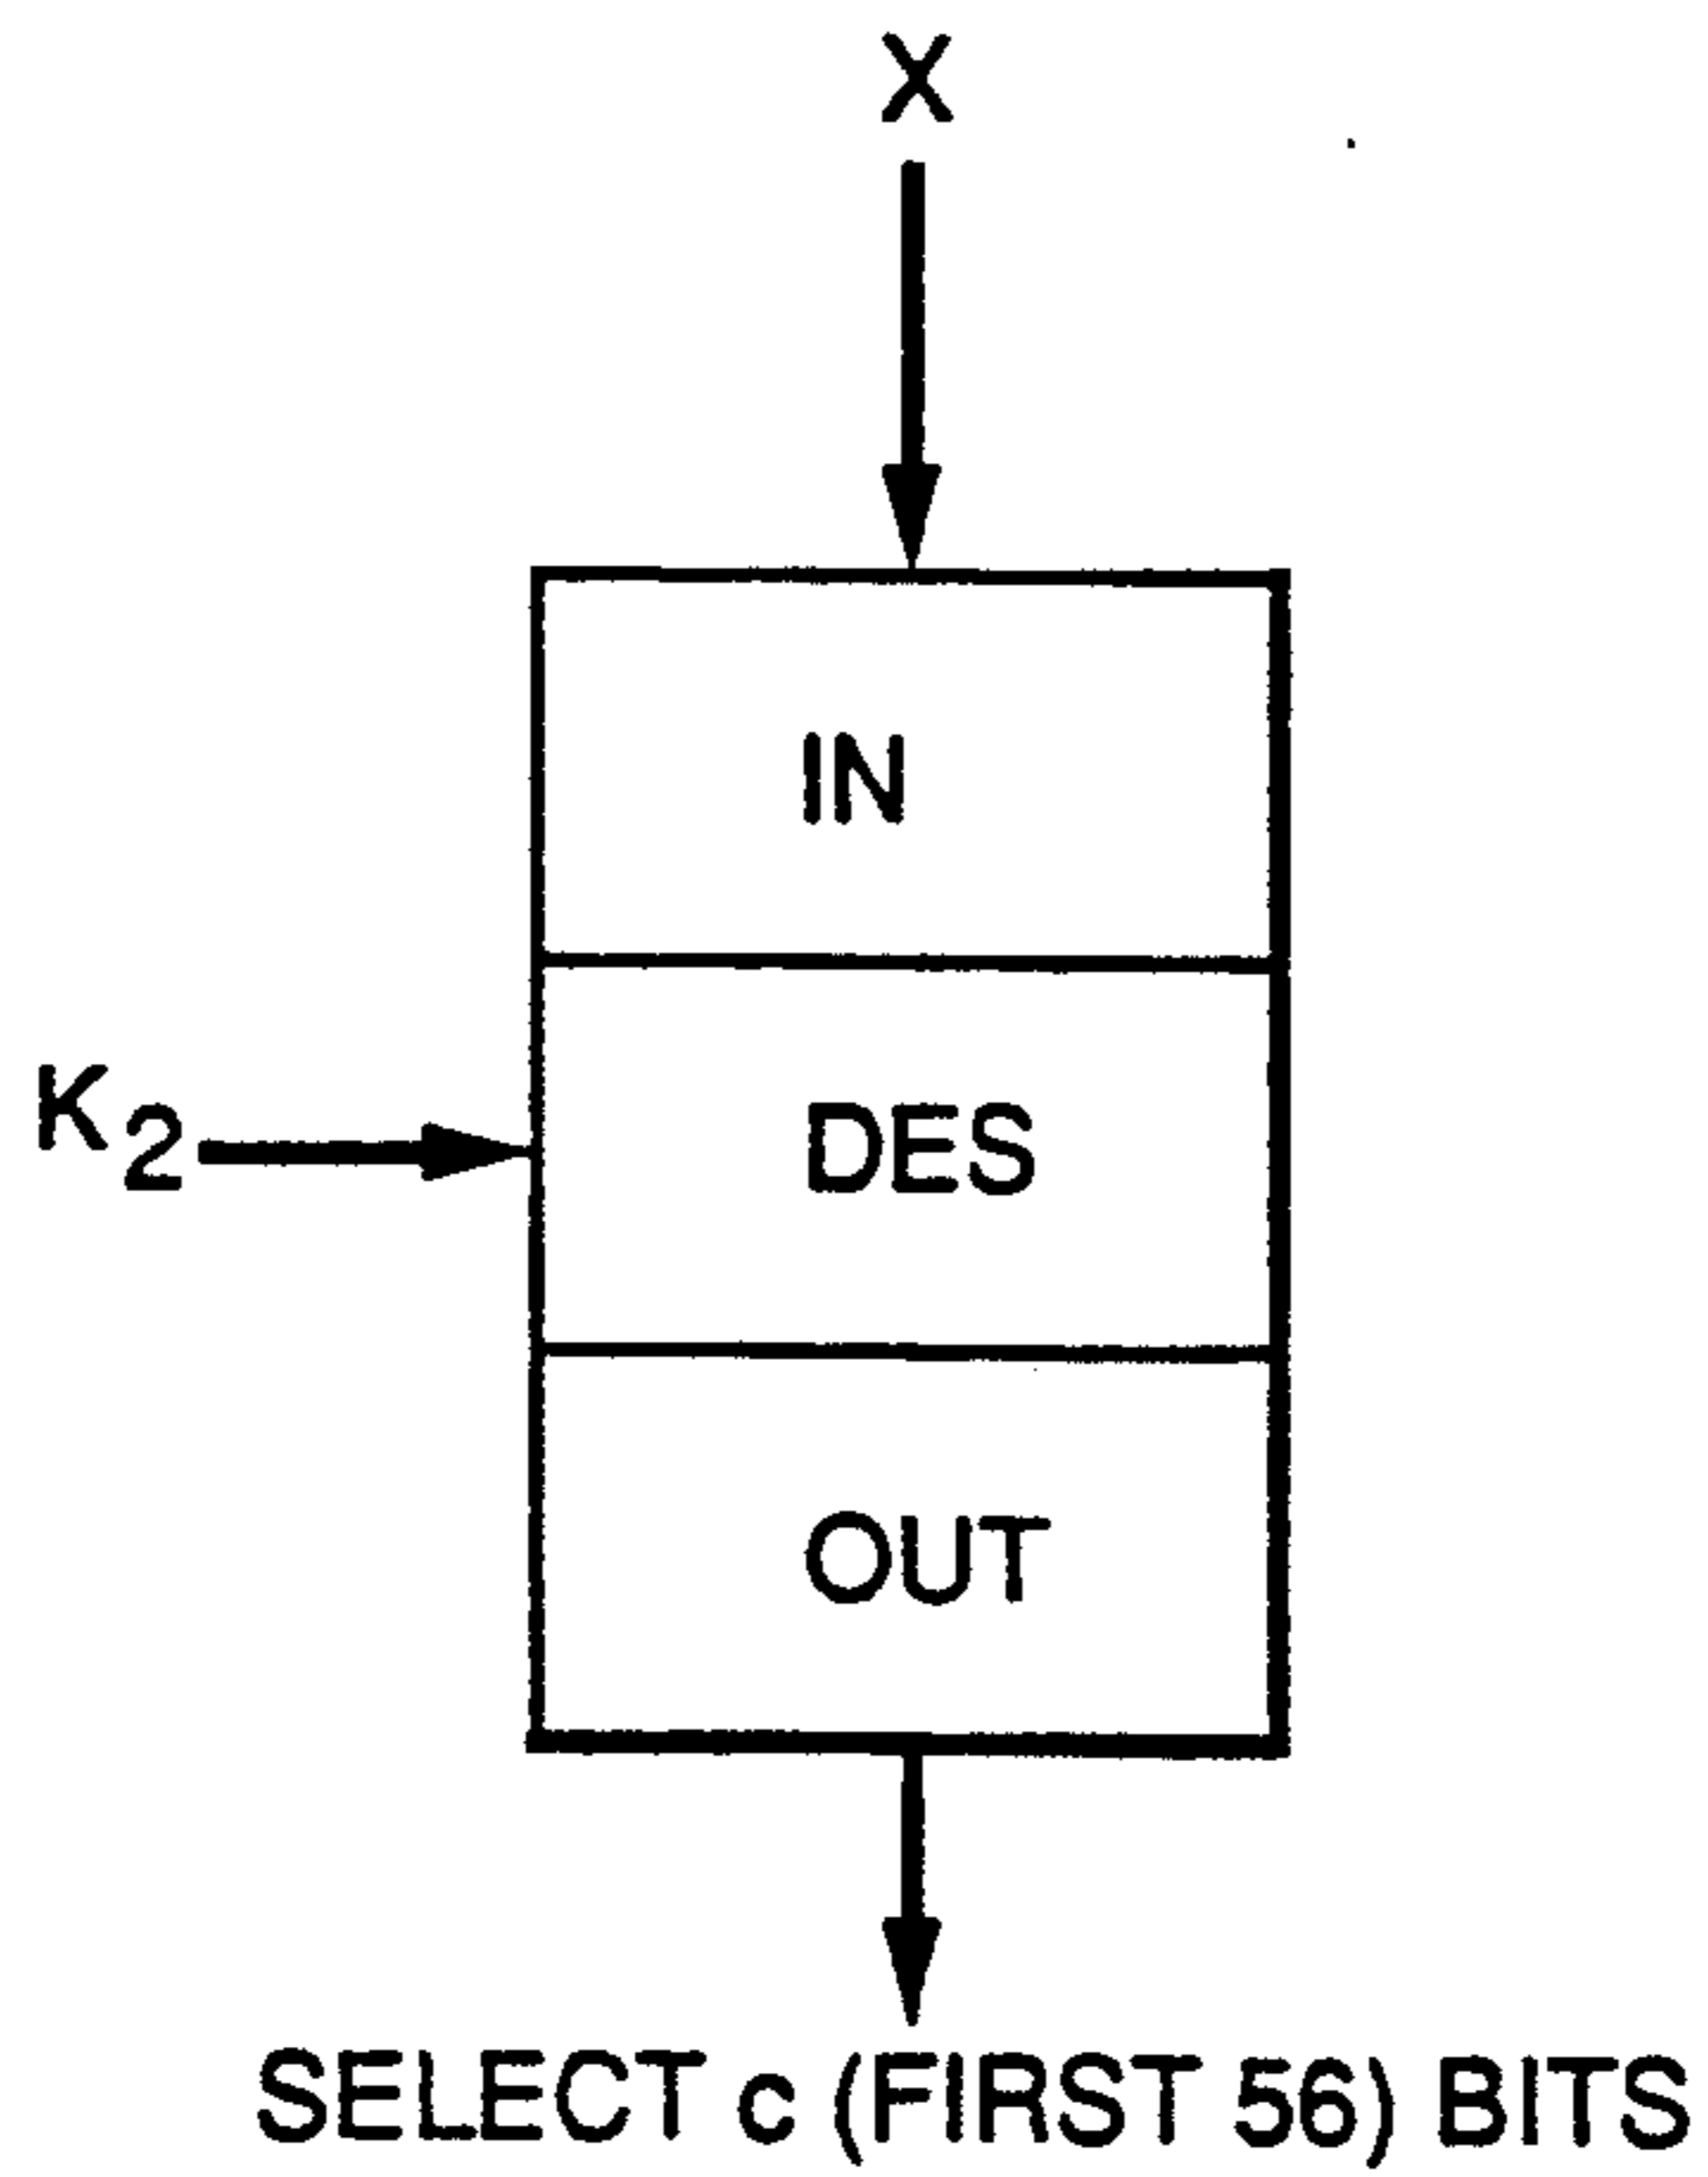 X
IN
K2
DES
OUT
SELECT c (FIRST 56) BITS